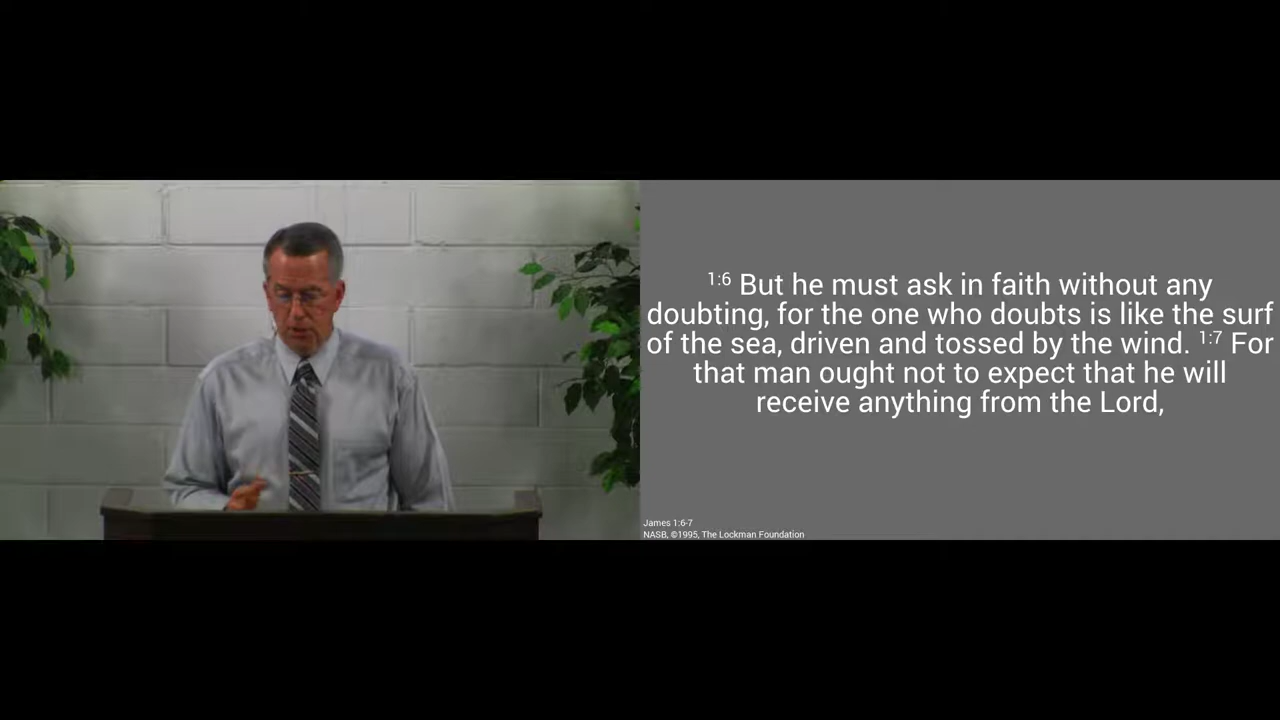 1:6 But he must ask in faith without any
doubting, for the one who doubts is like the surf
of the sea, driven and tossed by the wind. 1:7 For
that man ought not to expect that he will
receive anything from the Lord,
James 1:6-7
NASB, ©1995, The Lockman Foundation